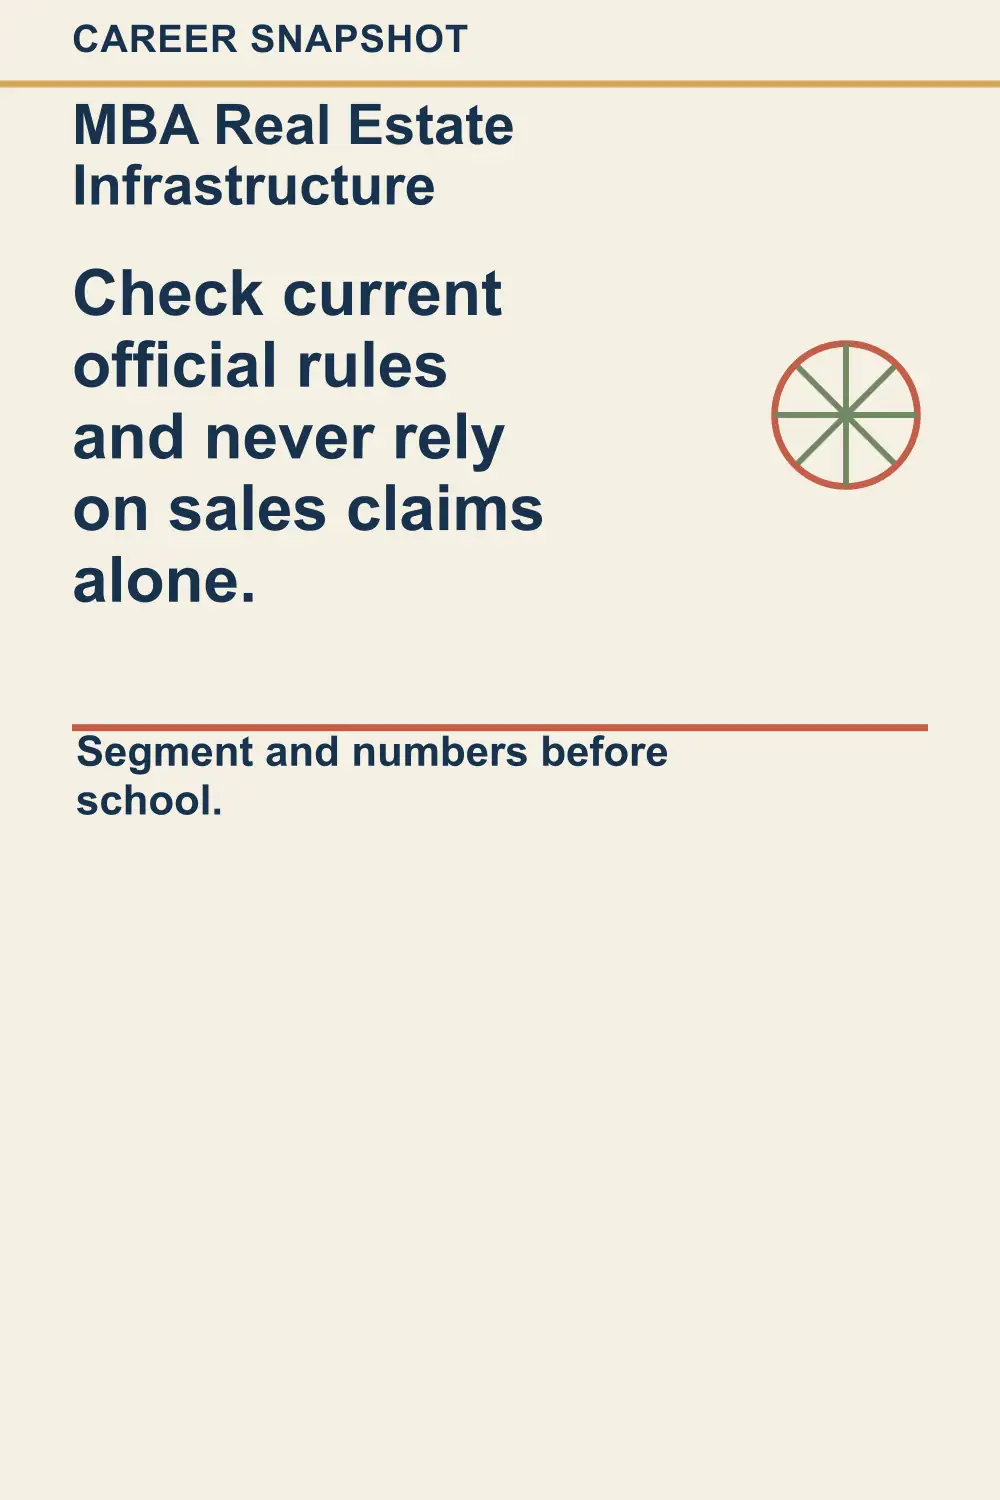 CAREER SNAPSHOT
MBA Real Estate
Infrastructure
Check current
official rules
and never rely
on sales claims
alone.
Segment and numbers before
school.